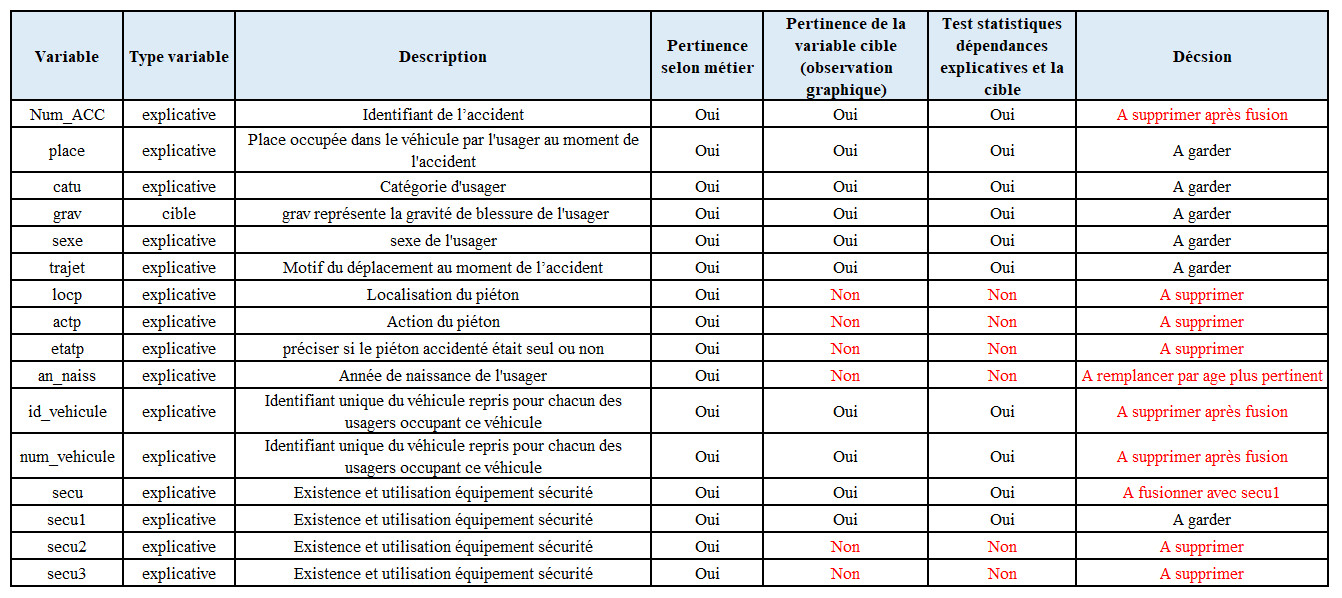 Variable Type variable Description Pertinence selon métier Pertinence de la variable cible (observation graphique) Test statistiques dépendances explicatives et la cible Décsion
Num_ACC explicative Identifiant de l’accident Oui Oui Oui A supprimer après fusion
place explicative Place occupée dans le véhicule par l'usager au moment de l'accident Oui Oui Oui A garder
catu explicative Catégorie d'usager Oui Oui Oui A garder
grav cible grav représente la gravité de blessure de l'usager Oui Oui Oui A garder
sexe explicative sexe de l'usager Oui Oui Oui A garder
trajet explicative Motif du déplacement au moment de l’accident Oui Oui Oui A garder
locp explicative Localisation du piéton Oui Non Non A supprimer
actp explicative Action du piéton Oui Non Non A supprimer
etatp explicative préciser si le piéton accidenté était seul ou non Oui Non Non A supprimer
an_naiss explicative Année de naissance de l'usager Oui Non Non A remplancer par age plus pertinent
id_vehicule explicative Identifiant unique du véhicule repris pour chacun des usagers occupant ce véhicule Oui Oui Oui A supprimer après fusion
num_vehicule explicative Identifiant unique du véhicule repris pour chacun des usagers occupant ce véhicule Oui Oui Oui A supprimer après fusion
secu explicative Existence et utilisation équipement sécurité Oui Oui Oui A fusionner avec secu1
secu1 explicative Existence et utilisation équipement sécurité Oui Oui Oui A garder
secu2 explicative Existence et utilisation équipement sécurité Oui Non Non A supprimer
secu3 explicative Existence et utilisation équipement sécurité Oui Non Non A supprimer